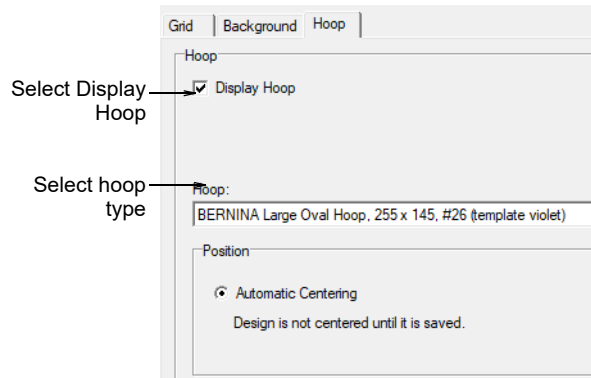 Grid
Background
Hoop
Hoop
Select Display
Hoop
Display Hoop
Select hoop
type
Hoop:
BERNINA Large Oval Hoop, 255 x 145, #26 (template violet)
Position
Automatic Centering
Design is not centered until it is saved.